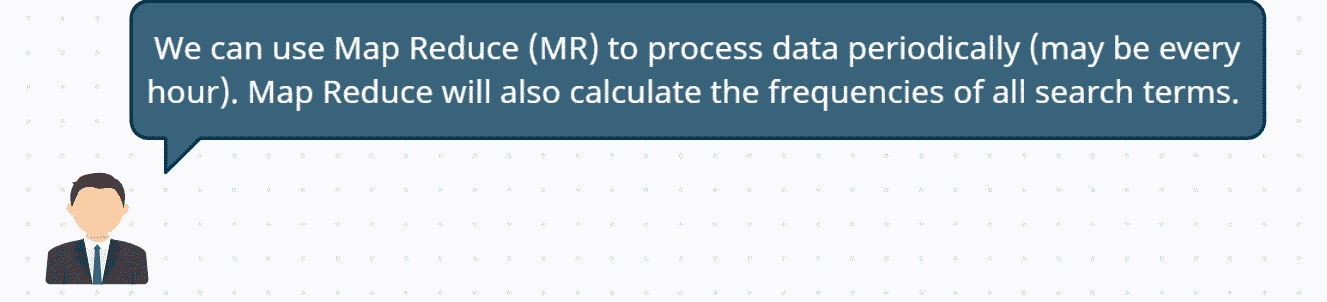 We can use Map Reduce (MR) to process data periodically (may be every
hour). Map Reduce will also calculate the frequencies of all search terms.